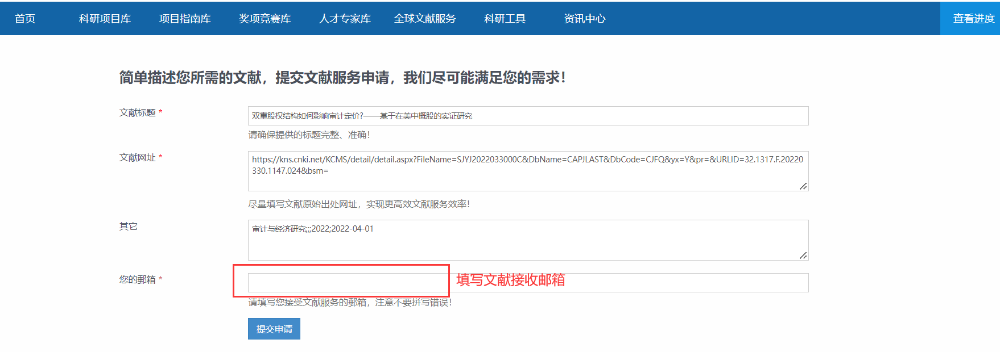 首页 科研项目库 项目指南库 奖项竞赛库 人才专家库 全球文献服务 科研工具 资讯中心 查看进度
简单描述您所需的文献，提交文献服务申请，我们尽可能满足您的需求！
文献标题 *
双重股权结构如何影响审计定价?——基于在美中概股的实证研究
请确保提供的标题完整、准确！
文献网址 *
https://kns.cnki.net/KCMS/detail/detail.aspx?FileName=SJYJ2022033000C&DbName=CAPJLAST&DbCode=CJFQ&yx=Y&pr=&URLID=32.1317.F.20220
330.1147.024&bsm=
尽量填写文献原始出处网址，实现更高效文献服务效率！
其它
审计与经济研究;;;2022;2022-04-01
您的郵箱 *
填写文献接收邮箱
请填写您接受文献服务的郵箱，注意不要拼写错误！
提交申请